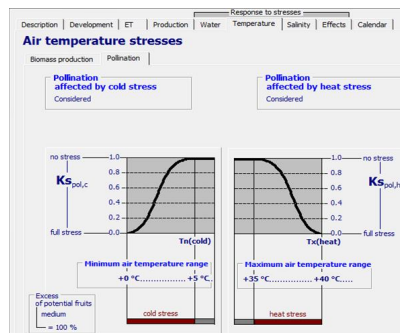 Response to stresses
Description Development ET Production Water Temperature Salinity Effects Calendar
Air temperature stresses
Biomass production Pollination
Pollination
affected by cold stress
Considered
Pollination
affected by heat stress
Considered
no stress 1.0 1.0 no stress
0.8 0.8
Ks pol,c 0.6 0.6 Ks pol,h
0.4 0.4
0.2 0.2
full stress 0.0 0.0 full stress
Tn(cold) Tx(heat)
Minimum air temperature range
+0 °C............... +5 °C...
Maximum air temperature range
+35 °C............... +40 °C.....
Excess
of potential fruits
medium
= 100 %
cold stress
heat stress